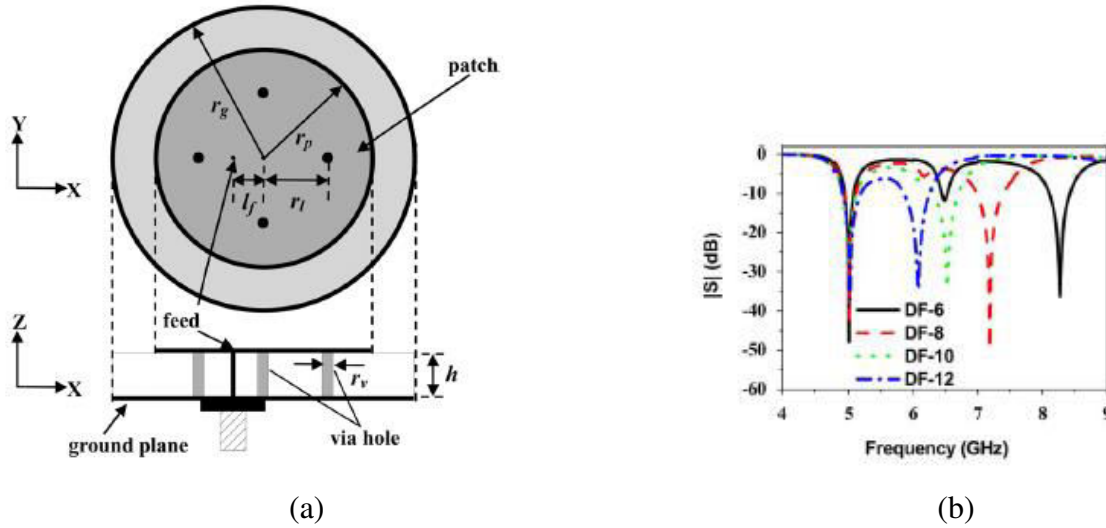 patch
r_g
r_p
Y
X
l_f
r_l
feed
Z
X
r_v
h
ground plane
via hole
(a)
|S| (dB)
0
-10
-20
-30
-40
-50
-60
DF-6
DF-8
DF-10
DF-12
4 5 6 7 8 9
Frequency (GHz)
(b)